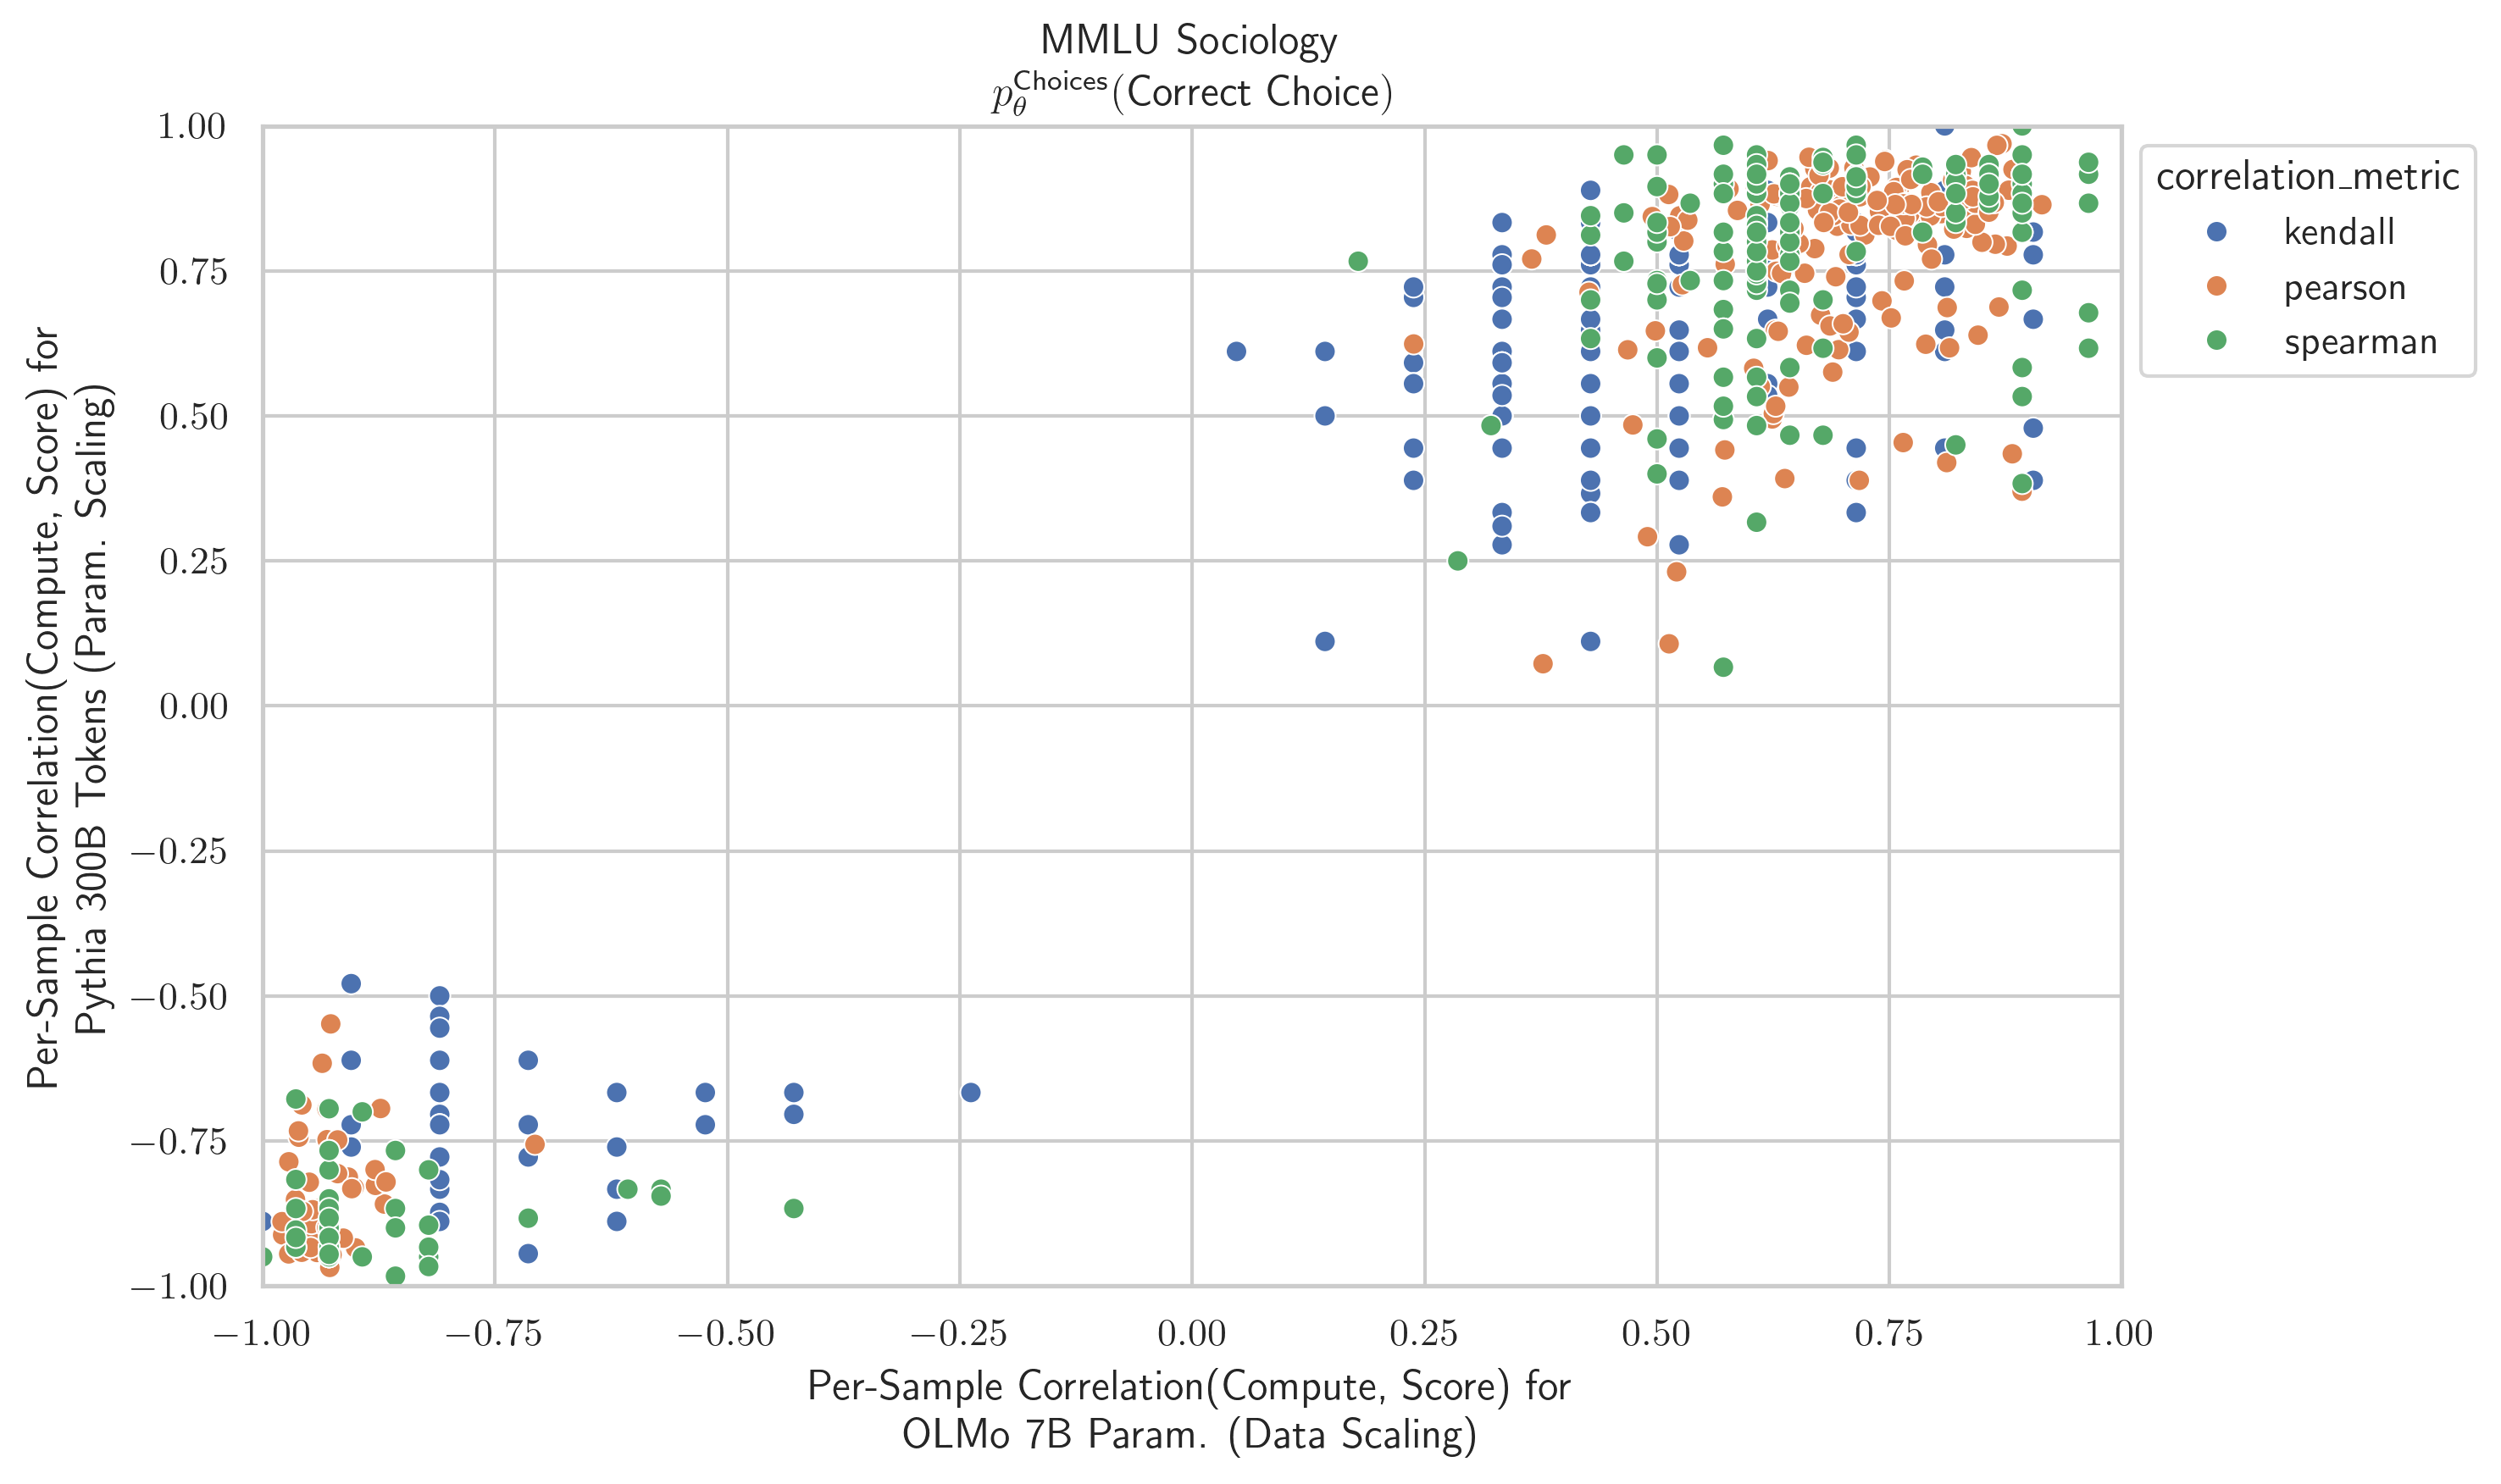 MMLU Sociology
p_θ^Choices(Correct Choice)
1.00
0.75
0.50
0.25
0.00
−0.25
−0.50
−0.75
−1.00
Per-Sample Correlation(Compute, Score) for
Pythia 300B Tokens (Param. Scaling)
correlation_metric
kendall
pearson
spearman
−1.00
−0.75
−0.50
−0.25
0.00
0.25
0.50
0.75
1.00
Per-Sample Correlation(Compute, Score) for
OLMo 7B Param. (Data Scaling)